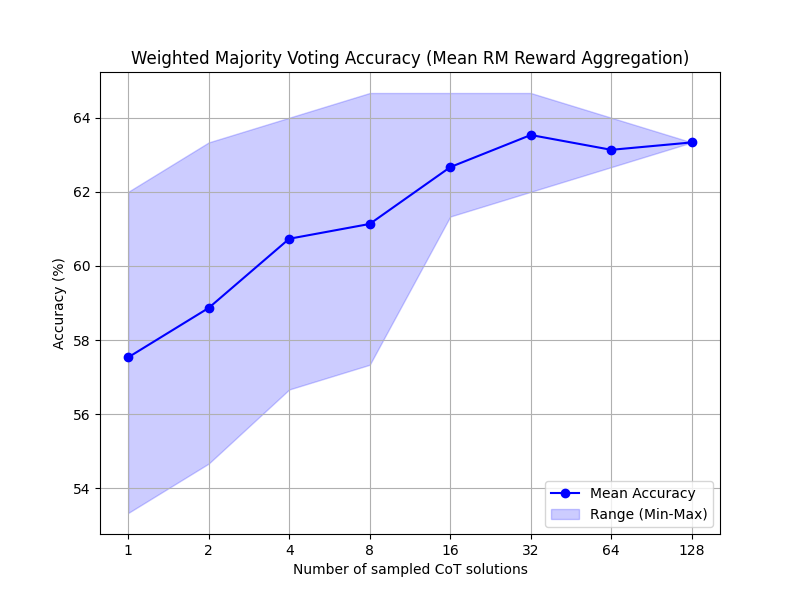 Weighted Majority Voting Accuracy (Mean RM Reward Aggregation)
Accuracy (%)
64
62
60
58
56
54
Mean Accuracy
Range (Min-Max)
1 2 4 8 16 32 64 128
Number of sampled CoT solutions